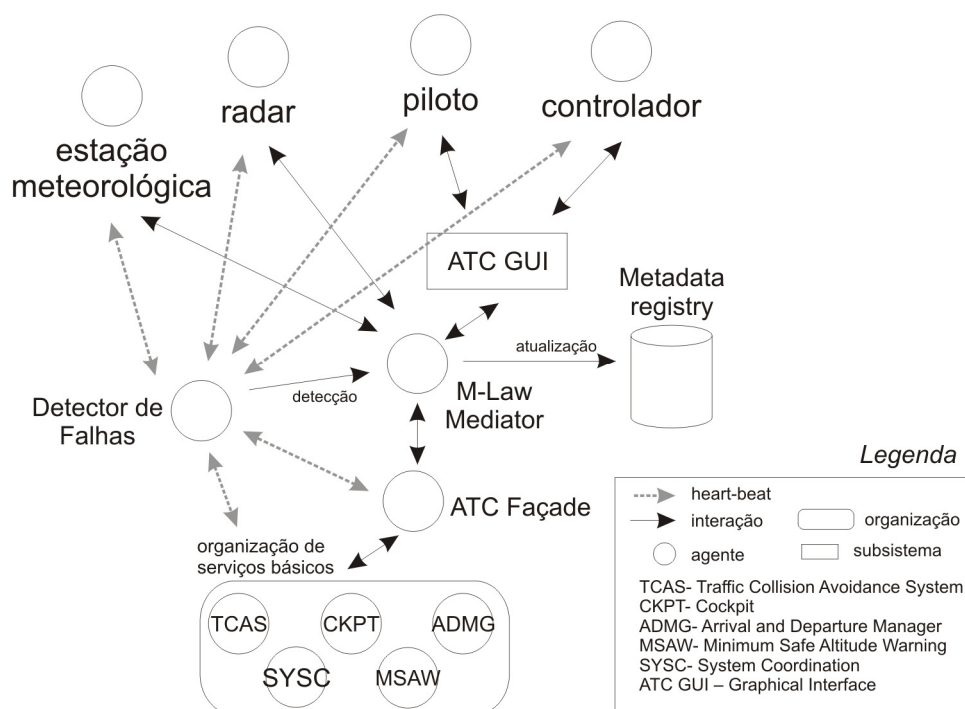 radar
piloto
controlador
estação
meteorológica
ATC GUI
Metadata
registry
atualização
detecção
M-Law
Mediator
Detector de
Falhas
ATC Façade
organização de
serviços básicos
TCAS
CKPT
ADMG
SYSC
MSAW
Legenda
heart-beat
interação
organização
agente
subsistema
TCAS- Traffic Collision Avoidance System
CKPT- Cockpit
ADMG- Arrival and Departure Manager
MSAW- Minimum Safe Altitude Warning
SYSC- System Coordination
ATC GUI – Graphical Interface